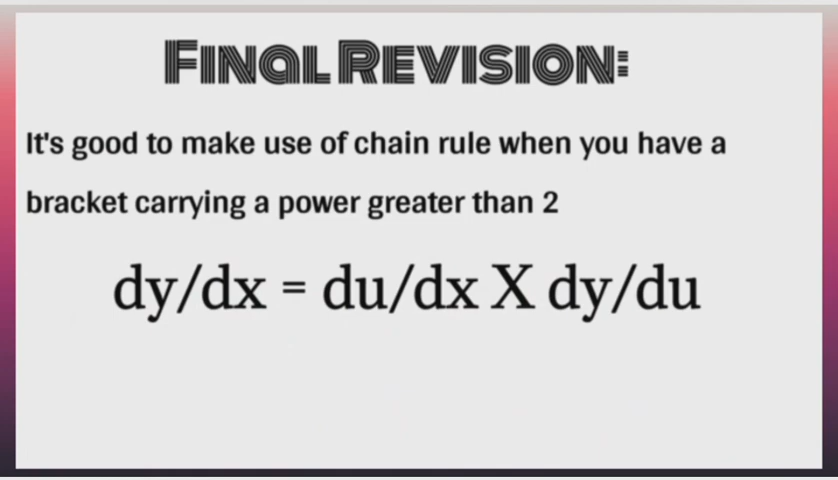 Final Revision:
It's good to make use of chain rule when you have a
bracket carrying a power greater than 2
dy/dx = du/dx X dy/du